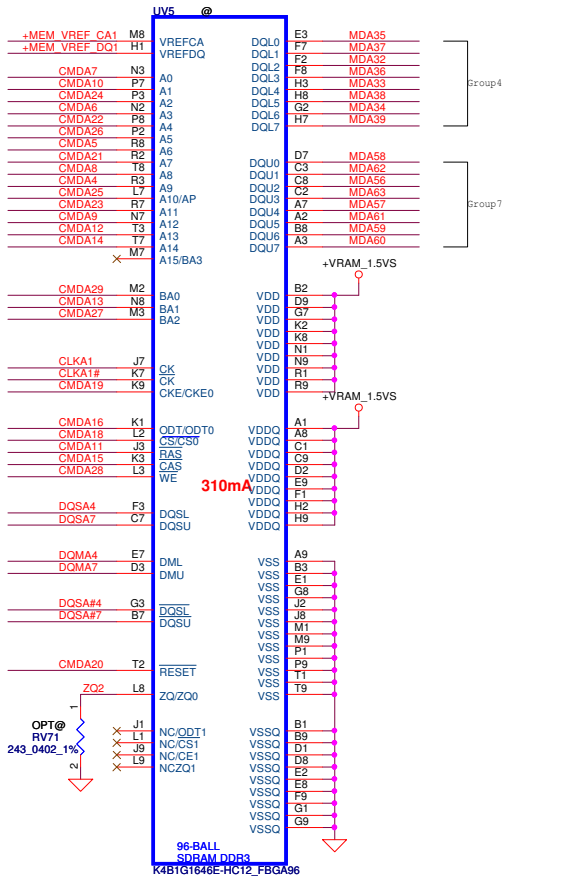 UV5 @
+MEM_VREF_CA1 M8 VREFCA DQL0 E3 MDA35
+MEM_VREF_DQ1 H1 VREFDQ DQL1 F7 MDA37
DQL2 F2 MDA32
CMDA7 N3 A0 DQL3 F8 MDA36
CMDA10 P7 A1 DQL4 H3 MDA33
CMDA24 P3 A2 DQL5 H8 MDA38
CMDA6 N2 A3 DQL6 G2 MDA34
CMDA22 P8 A4 DQL7 H7 MDA39
Group4
CMDA26 P2 A5
CMDA5 R8 A6
CMDA21 R2 A7 DQU0 D7 MDA58
CMDA8 T8 A8 DQU1 C3 MDA62
CMDA4 R3 A9 DQU2 C8 MDA56
CMDA25 L7 A10/AP DQU3 C2 MDA63
CMDA23 R7 A11 DQU4 A7 MDA57
CMDA9 N7 A12 DQU5 A2 MDA61
CMDA12 T3 A13 DQU6 B8 MDA59
CMDA14 T7 A14 DQU7 A3 MDA60
Group7
M7 A15/BA3
+VRAM_1.5VS
CMDA29 M2 BA0 VDD B2
CMDA13 N8 BA1 VDD D9
CMDA27 M3 BA2 VDD G7
VDD K2
VDD K8
VDD N1
CLKA1 J7 CK VDD N9
CLKA1# K7 CK VDD R1
CMDA19 K9 CKE/CKE0 VDD R9
+VRAM_1.5VS
CMDA16 K1 ODT/ODT0 VDDQ A1
CMDA18 L2 CS/CS0 VDDQ A8
CMDA11 J3 RAS VDDQ C1
CMDA15 K3 CAS VDDQ C9
CMDA28 L3 WE VDDQ D2
310mA VDDQ E9
VDDQ F1
DQSA4 F3 DQSL VDDQ H2
DQSA7 C7 DQSU VDDQ H9
DQMA4 E7 DML VSS A9
DQMA7 D3 DMU VSS B3
VSS E1
VSS G8
DQSA#4 G3 DQSL VSS J2
DQSA#7 B7 DQSU VSS J8
VSS M1
VSS M9
VSS P1
CMDA20 T2 RESET VSS P9
VSS T1
ZQ2 L8 ZQ/ZQ0 VSS T9
1
OPT@
RV71
243_0402_1%
2
J1 NC/ODT1 VSSQ B1
L1 NC/CS1 VSSQ B9
J9 NC/CE1 VSSQ D1
L9 NCZQ1 VSSQ D8
VSSQ E2
VSSQ E8
VSSQ F9
VSSQ G1
VSSQ G9
96-BALL
SDRAM DDR3
K4B1G1646E-HC12_FBGA96